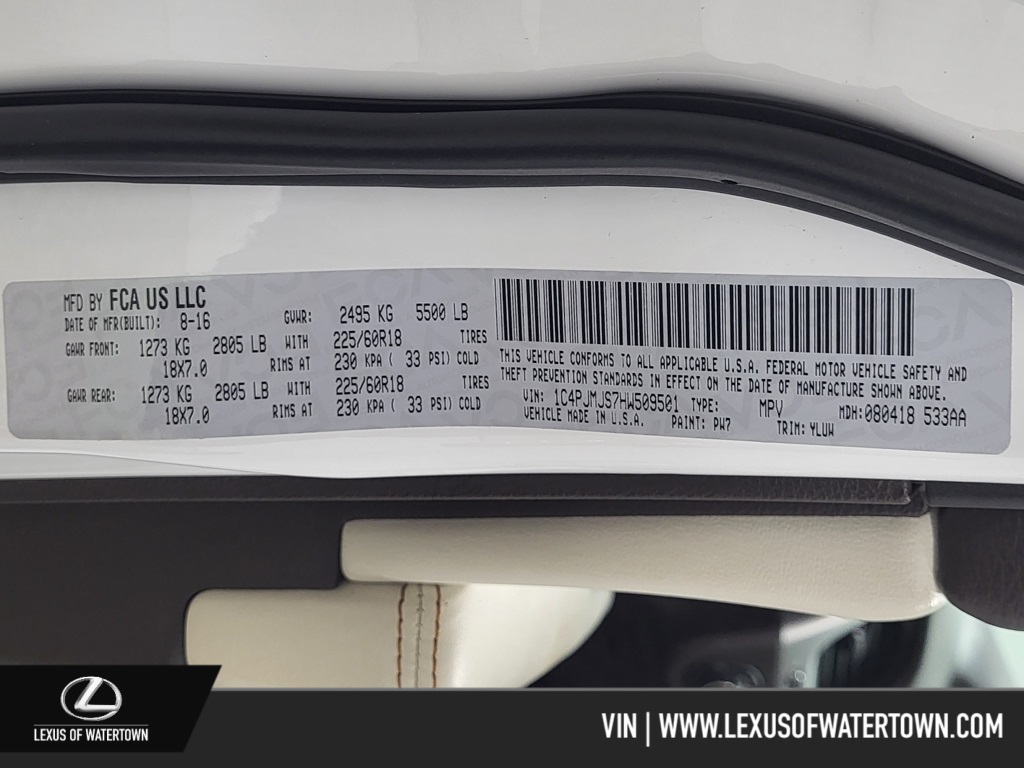 MFD BY FCA US LLC
DATE OF MFR(BUILT): 8-16 GVWR: 2495 KG 5500 LB
GAWR FRONT: 1273 KG 2805 LB WITH 225/60R18 TIRES
18X7.0 RIMS AT 230 KPA ( 33 PSI) COLD
GAWR REAR: 1273 KG 2805 LB WITH 225/60R18 TIRES
18X7.0 RIMS AT 230 KPA ( 33 PSI) COLD
THIS VEHICLE CONFORMS TO ALL APPLICABLE U.S.A. FEDERAL MOTOR VEHICLE SAFETY AND
THEFT PREVENTION STANDARDS IN EFFECT ON THE DATE OF MANUFACTURE SHOWN ABOVE.
VIN: 1C4PJMJS7HW509501 TYPE: MPV MDH: 080418 533AA
VEHICLE MADE IN U.S.A. PAINT: PW7 TRIM: YLUW
LEXUS OF WATERTOWN
VIN | WWW.LEXUSOFWATERTOWN.COM